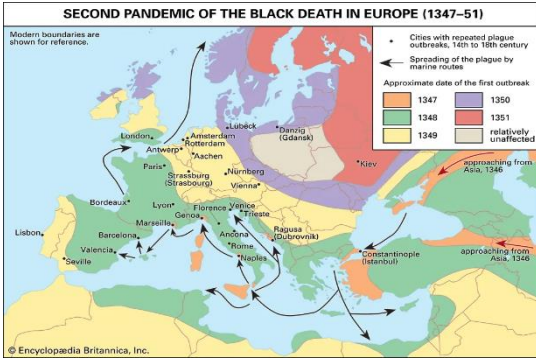 SECOND PANDEMIC OF THE BLACK DEATH IN EUROPE (1347–51)
Modern boundaries
are shown for reference.
Cities with repeated plague
outbreaks, 14th to 18th century
Spreading of the plague by
marine routes
Approximate date of the first outbreak
1347
1350
1348
1351
1349
relatively
unaffected
London
Antwerp
Amsterdam
Rotterdam
Aachen
Lübeck
Danzig
(Gdańsk)
Paris
Strassburg
(Strasbourg)
Nürnberg
Vienna
Kiev
approaching from
Asia, 1346
Bordeaux
Lyon
Marseille
Genoa
Florence
Venice
Trieste
Lisbon
Barcelona
Valencia
Seville
Ancona
Rome
Naples
Ragusa
(Dubrovnik)
Constantinople
(Istanbul)
approaching from
Asia, 1346
© Encyclopædia Britannica, Inc.